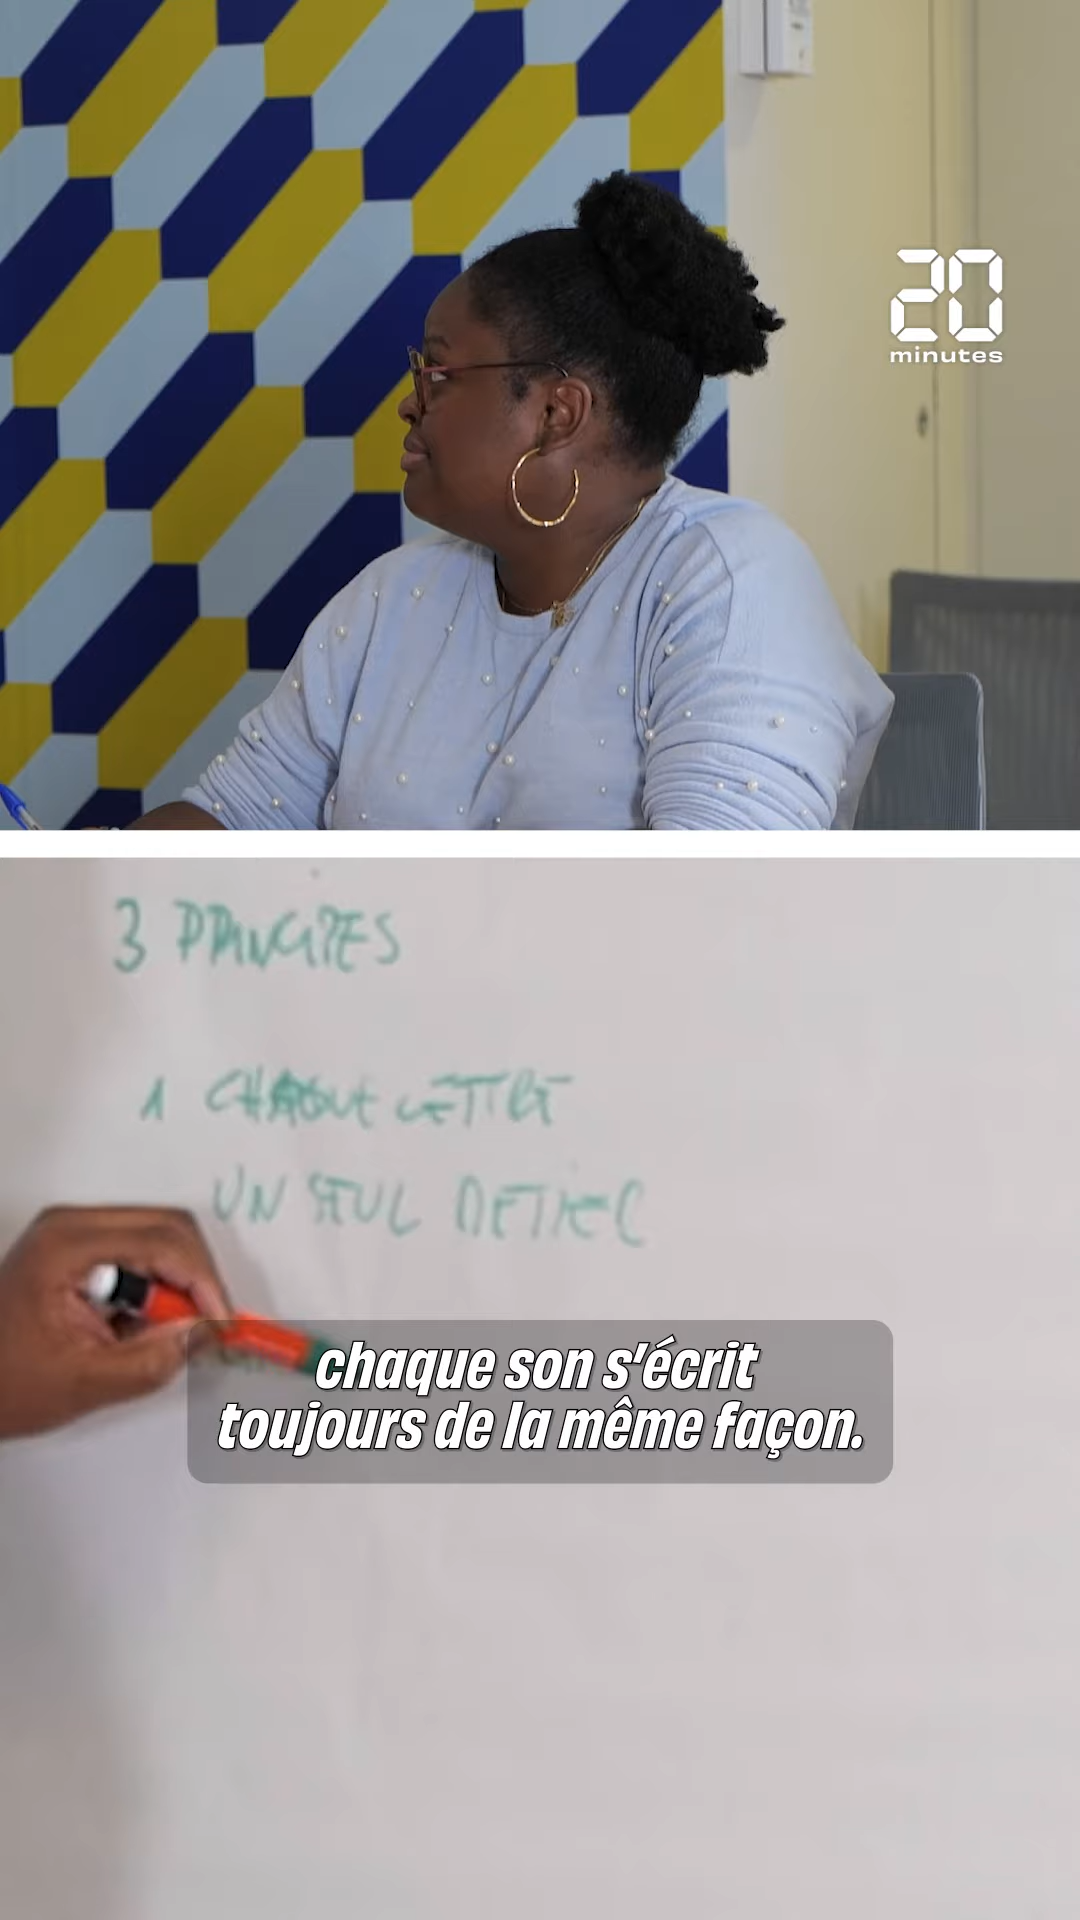 20
minutes
3 PRINCIPES
1 CHAQUE LETTRE
UN SEUL METIER
chaque son s'écrit
toujours de la même façon.